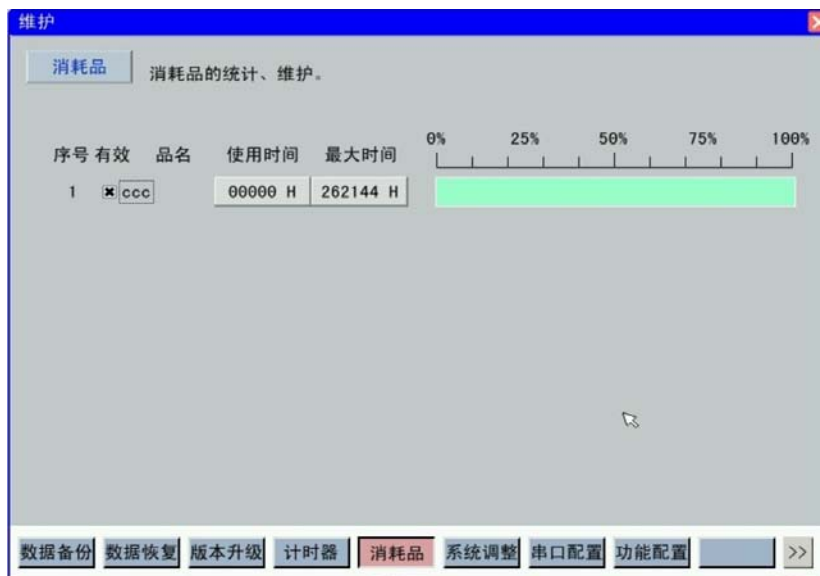 维护
消耗品 消耗品的统计、维护。
0% 25% 50% 75% 100%
序号 有效 品名 使用时间 最大时间
1 ccc 00000 H 262144 H
数据备份 数据恢复 版本升级 计时器 消耗品 系统调整 串口配置 功能配置 >>